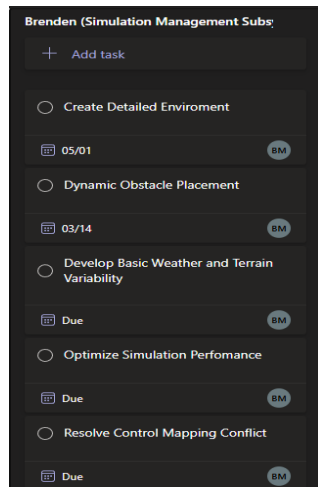 Brenden (Simulation Management Subs
Add task
Create Detailed Enviroment
05/01
BM
Dynamic Obstacle Placement
03/14
BM
Develop Basic Weather and Terrain
Variability
Due
BM
Optimize Simulation Perfomance
Due
BM
Resolve Control Mapping Conflict
Due
BM